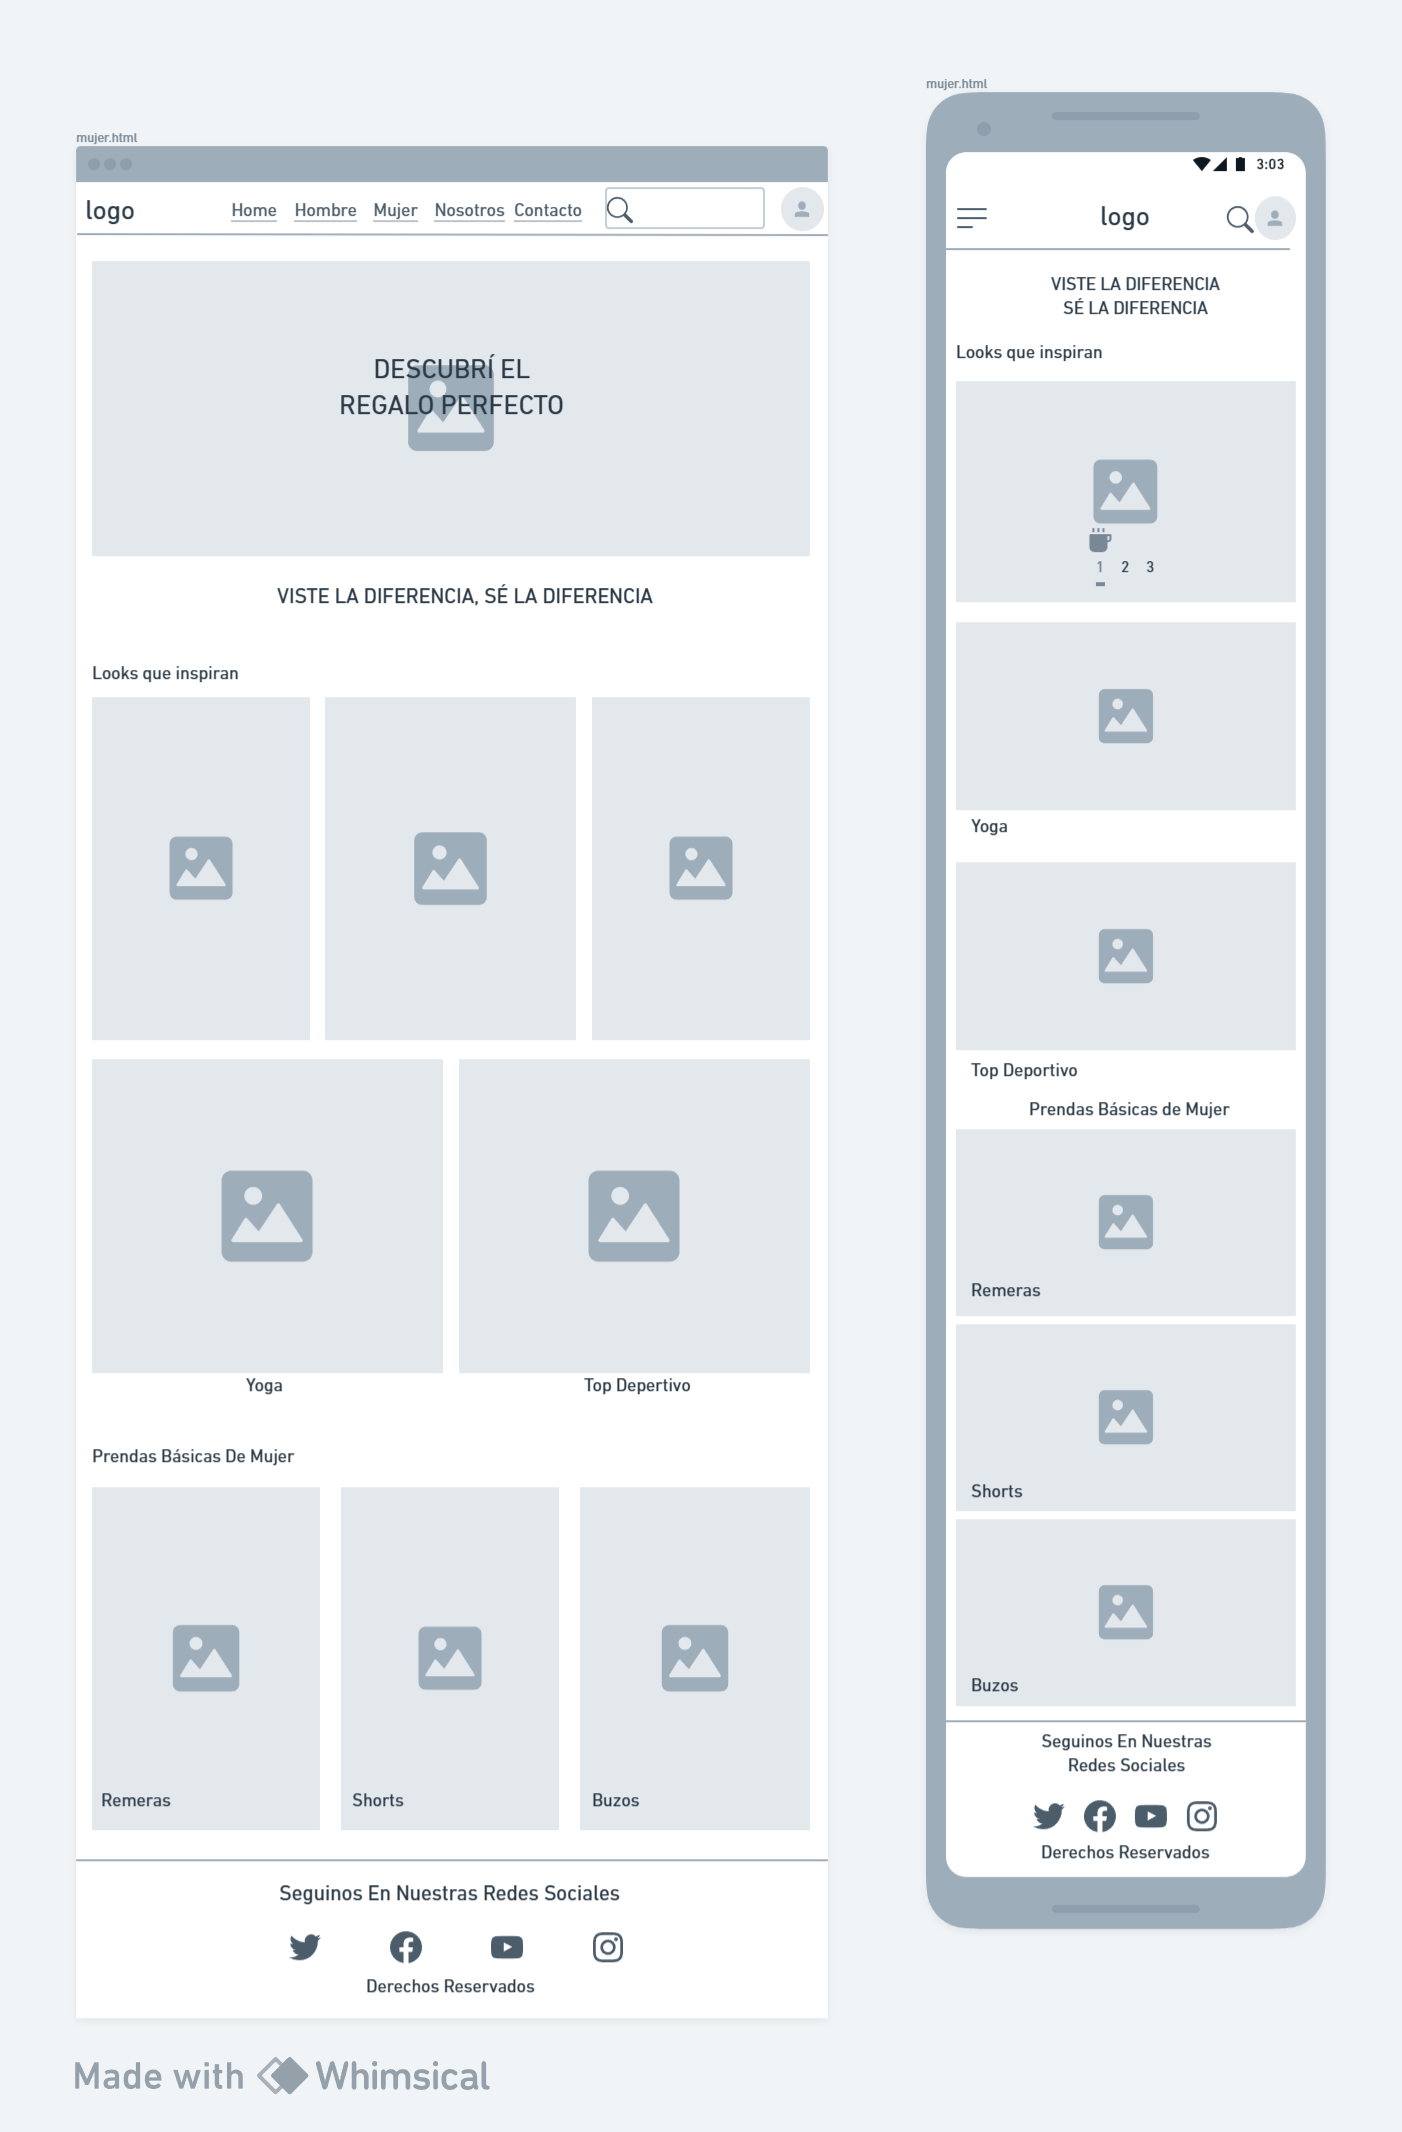 mujer.html
logo
Home Hombre Mujer Nosotros Contacto
DESCUBRÍ EL
REGALO PERFECTO
VISTE LA DIFERENCIA, SÉ LA DIFERENCIA
Looks que inspiran
Yoga
Top Depertivo
Prendas Básicas De Mujer
Remeras
Shorts
Buzos
Seguinos En Nuestras Redes Sociales
Derechos Reservados
mujer.html
3:03
logo
VISTE LA DIFERENCIA
SÉ LA DIFERENCIA
Looks que inspiran
1 2 3
Yoga
Top Deportivo
Prendas Básicas de Mujer
Remeras
Shorts
Buzos
Seguinos En Nuestras
Redes Sociales
Derechos Reservados
Made with Whimsical